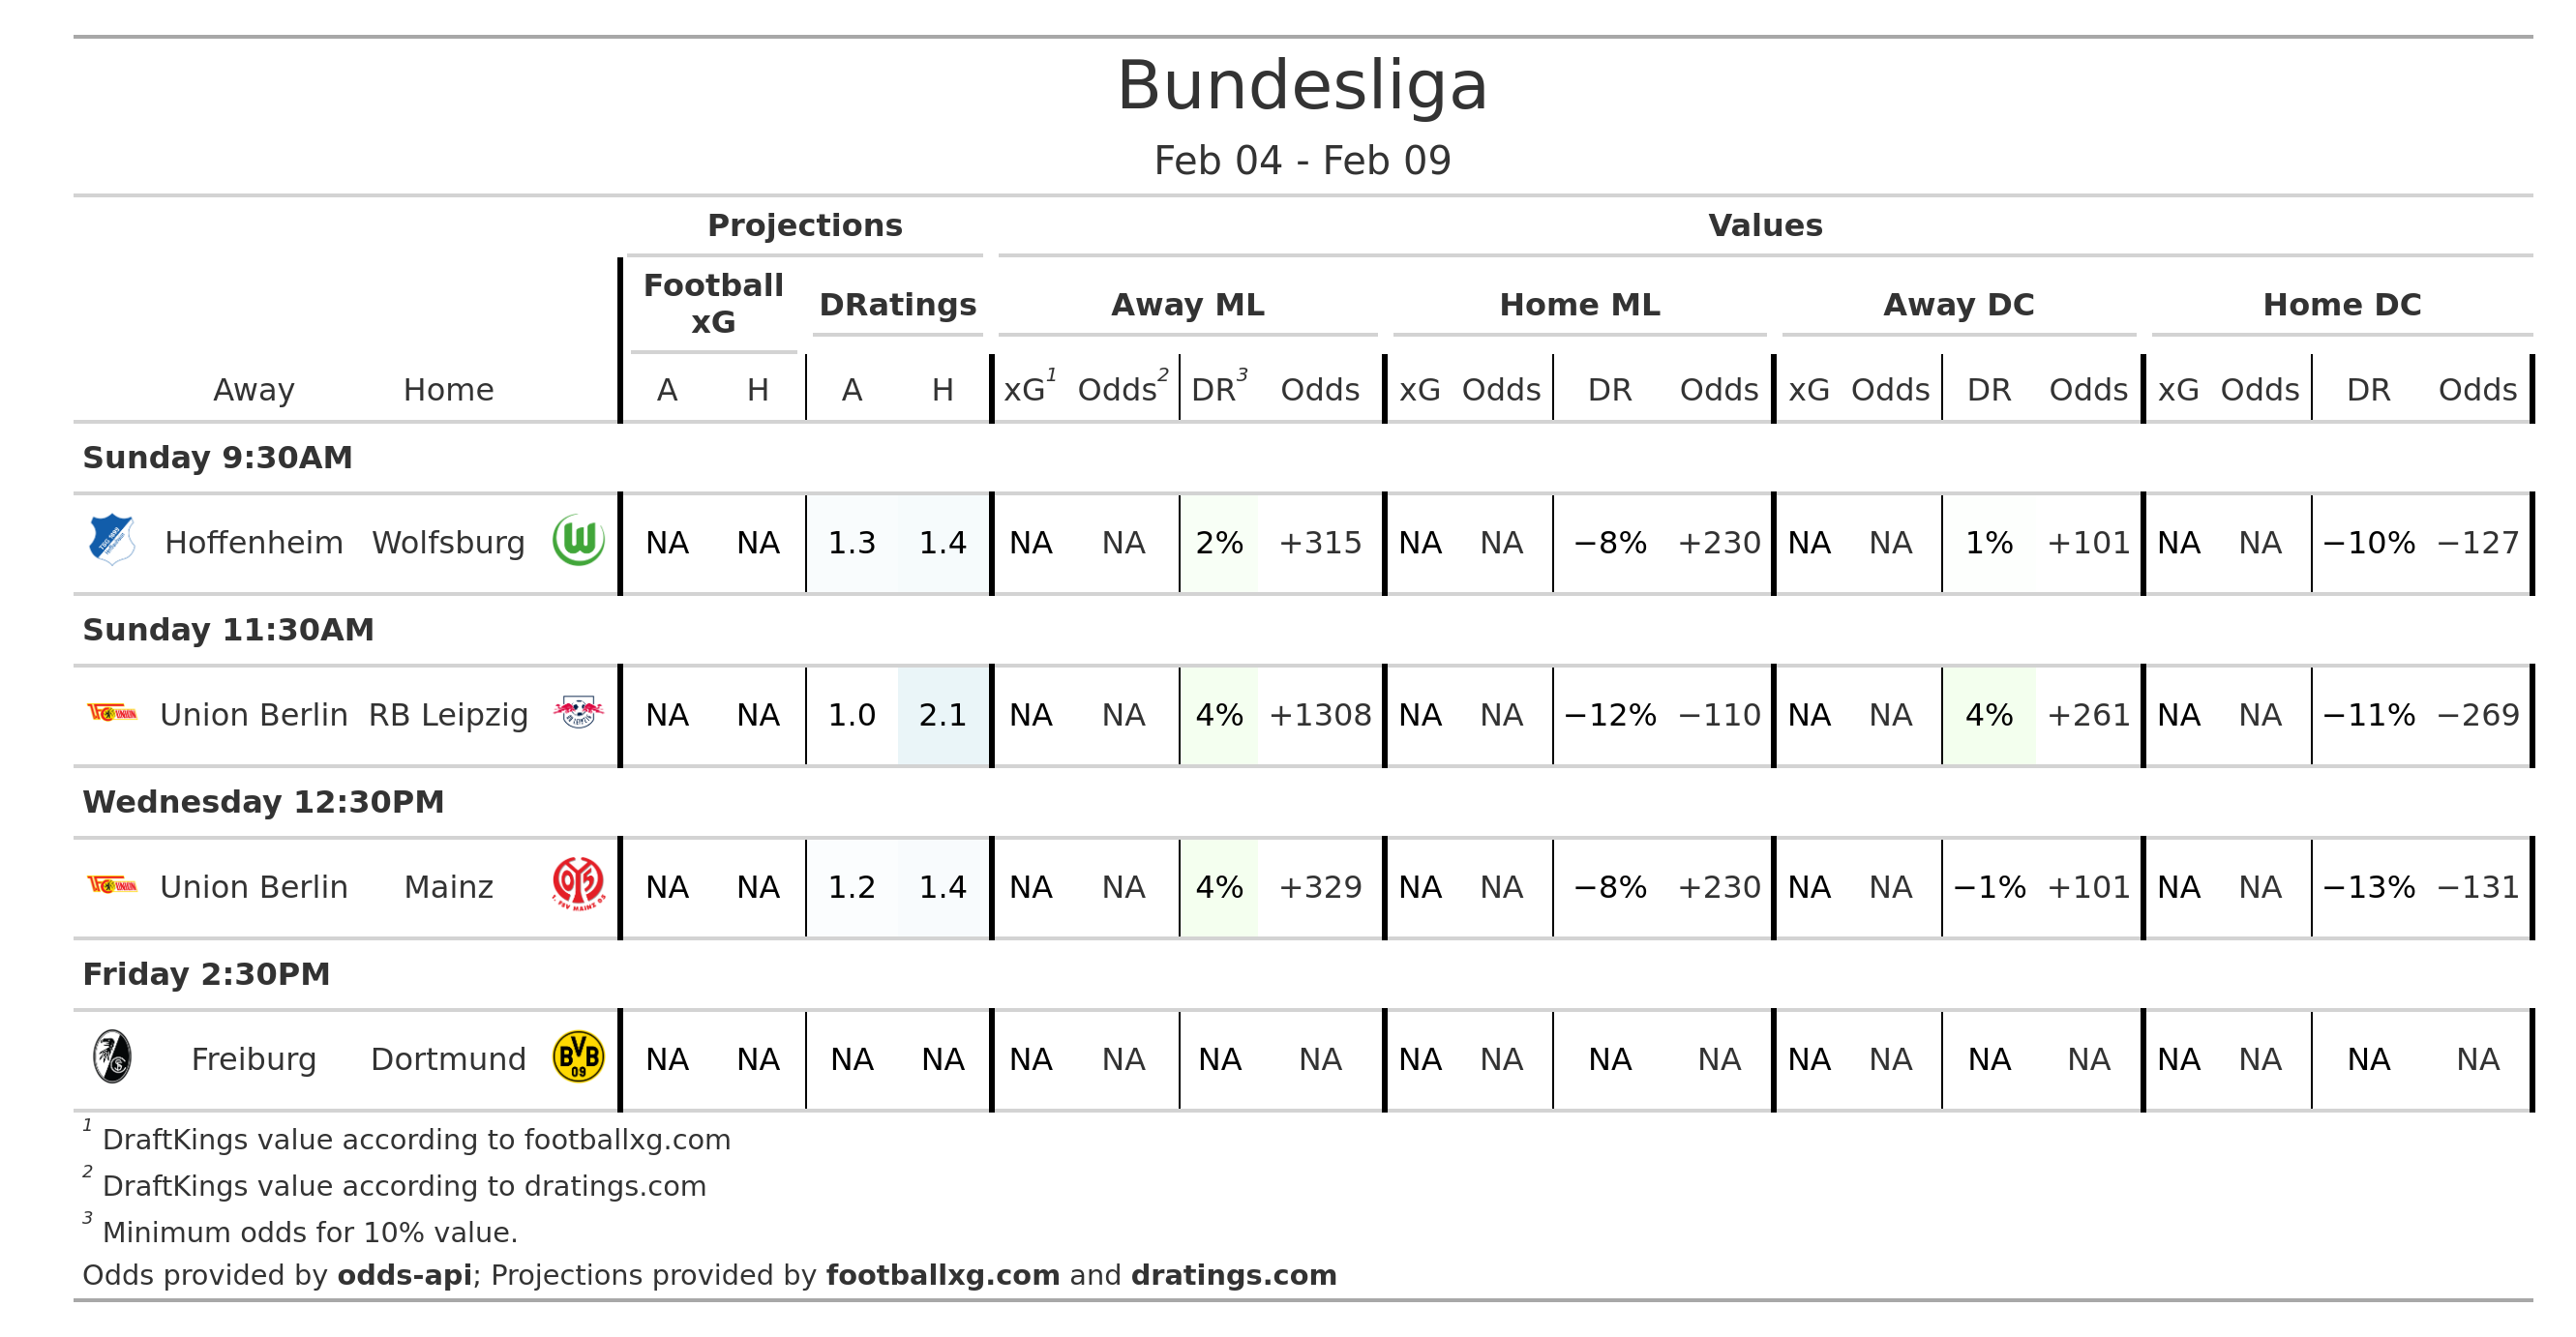 Bundesliga
Feb 04 - Feb 09
Projections Values
Football xG DRatings Away ML Home ML Away DC Home DC
Away Home A H A H xG1 Odds2 DR3 Odds xG Odds DR Odds xG Odds DR Odds xG Odds DR Odds
Sunday 9:30AM
Hoffenheim Wolfsburg NA NA 1.3 1.4 NA NA 2% +315 NA NA −8% +230 NA NA 1% +101 NA NA −10% −127
Sunday 11:30AM
UNION Union Berlin RB Leipzig NA NA 1.0 2.1 NA NA 4% +1308 NA NA −12% −110 NA NA 4% +261 NA NA −11% −269
Wednesday 12:30PM
UNION Union Berlin Mainz NA NA 1.2 1.4 NA NA 4% +329 NA NA −8% +230 NA NA −1% +101 NA NA −13% −131
Friday 2:30PM
Freiburg Dortmund BVB 09 NA NA NA NA NA NA NA NA NA NA NA NA NA NA NA NA NA NA NA NA
1 DraftKings value according to footballxg.com
2 DraftKings value according to dratings.com
3 Minimum odds for 10% value.
Odds provided by odds-api; Projections provided by footballxg.com and dratings.com